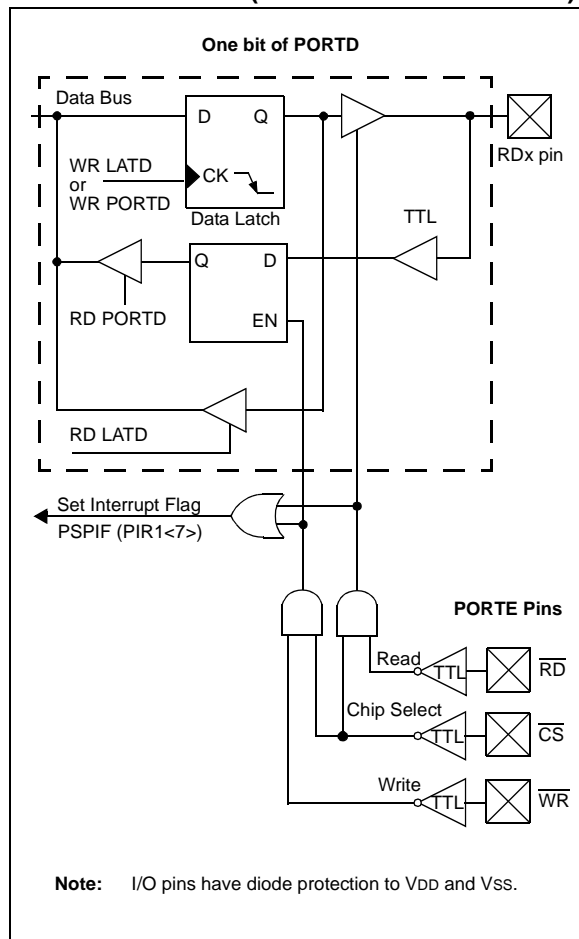 One bit of PORTD
Data Bus
D Q
RDx pin
WR LATD
or
WR PORTD
CK
Data Latch
TTL
Q D
EN
RD PORTD
RD LATD
Set Interrupt Flag
PSPIF (PIR1<7>)
PORTE Pins
Read
TTL
RD
Chip Select
TTL
CS
Write
TTL
WR
Note: I/O pins have diode protection to VDD and VSS.